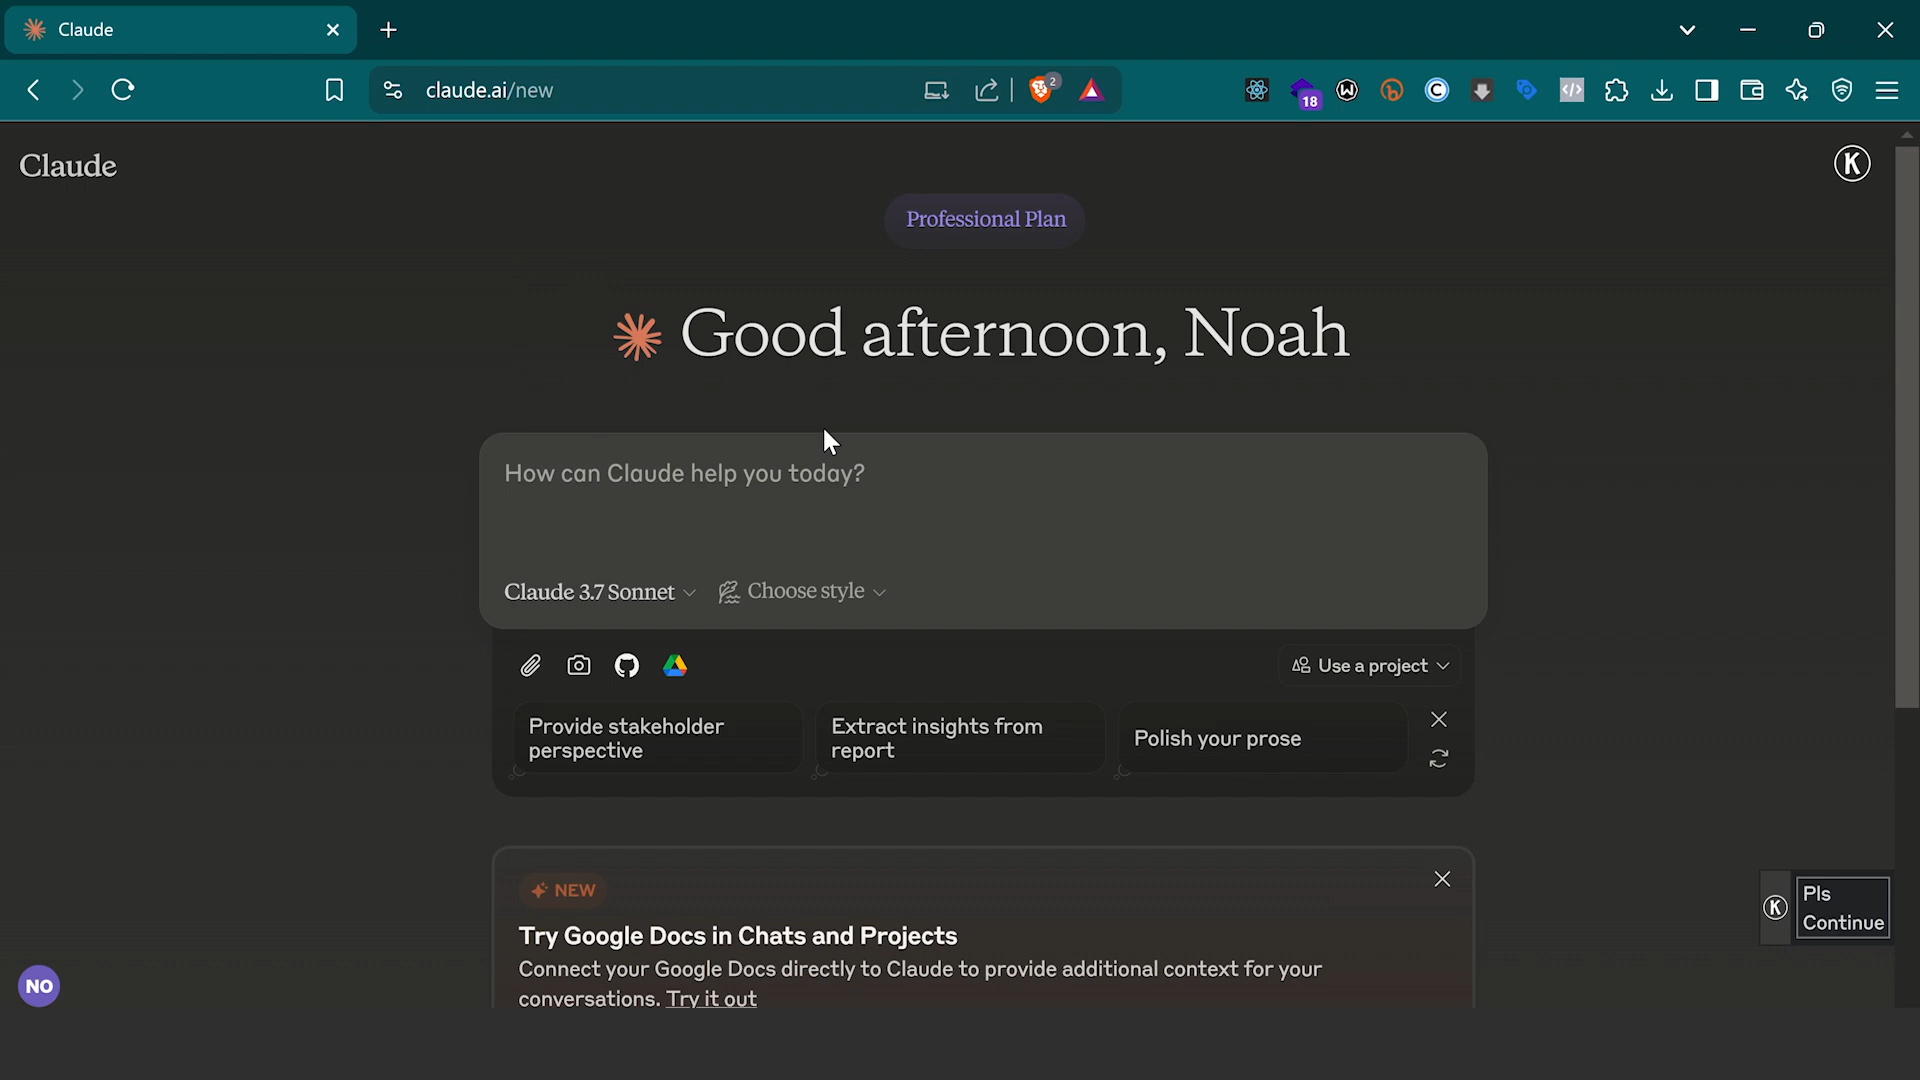 Claude
claude.ai/new
2
18
Claude
K
Professional Plan
Good afternoon, Noah
How can Claude help you today?
Claude 3.7 Sonnet
Choose style
Use a project
Provide stakeholder
perspective
Extract insights from
report
Polish your prose
NEW
Try Google Docs in Chats and Projects
Connect your Google Docs directly to Claude to provide additional context for your
conversations. Try it out
K
Pls
Continue
NO